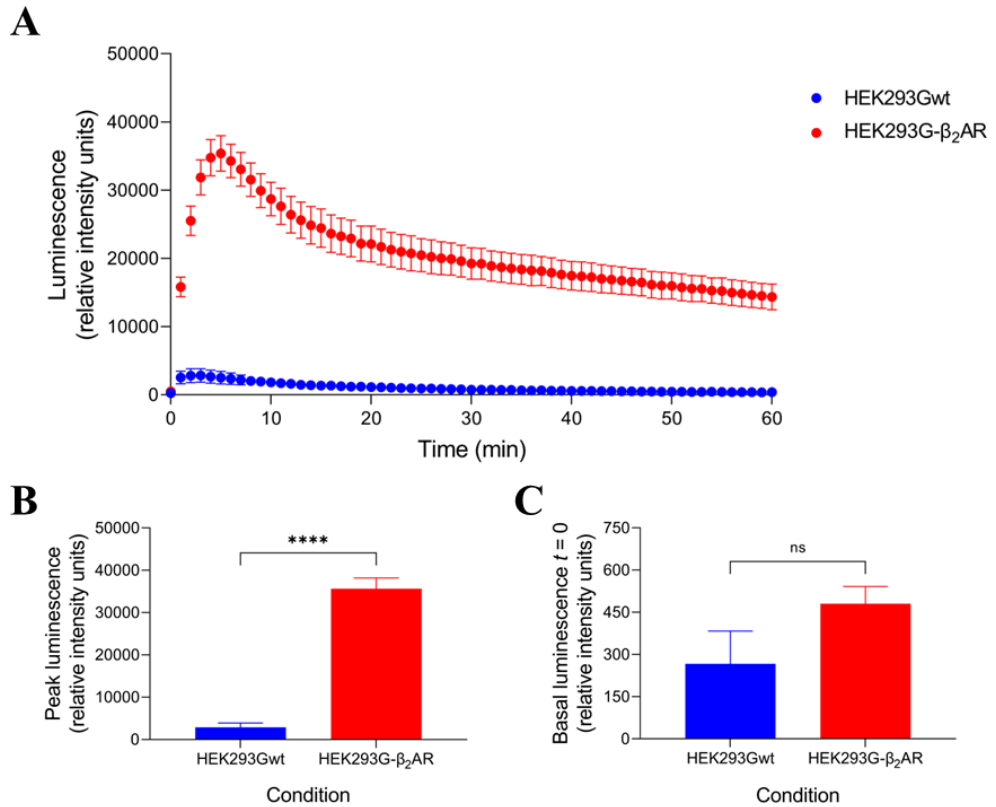 A
50000
40000
30000
20000
10000
0
Luminescence
(relative intensity units)
0 10 20 30 40 50 60
Time (min)
HEK293Gwt
HEK293G-β₂AR
B
50000
40000
30000
20000
10000
0
Peak luminescence
(relative intensity units)
****
HEK293Gwt HEK293G-β₂AR
Condition
C
750
600
450
300
150
0
Basal luminescence t = 0
(relative intensity units)
ns
HEK293Gwt HEK293G-β₂AR
Condition